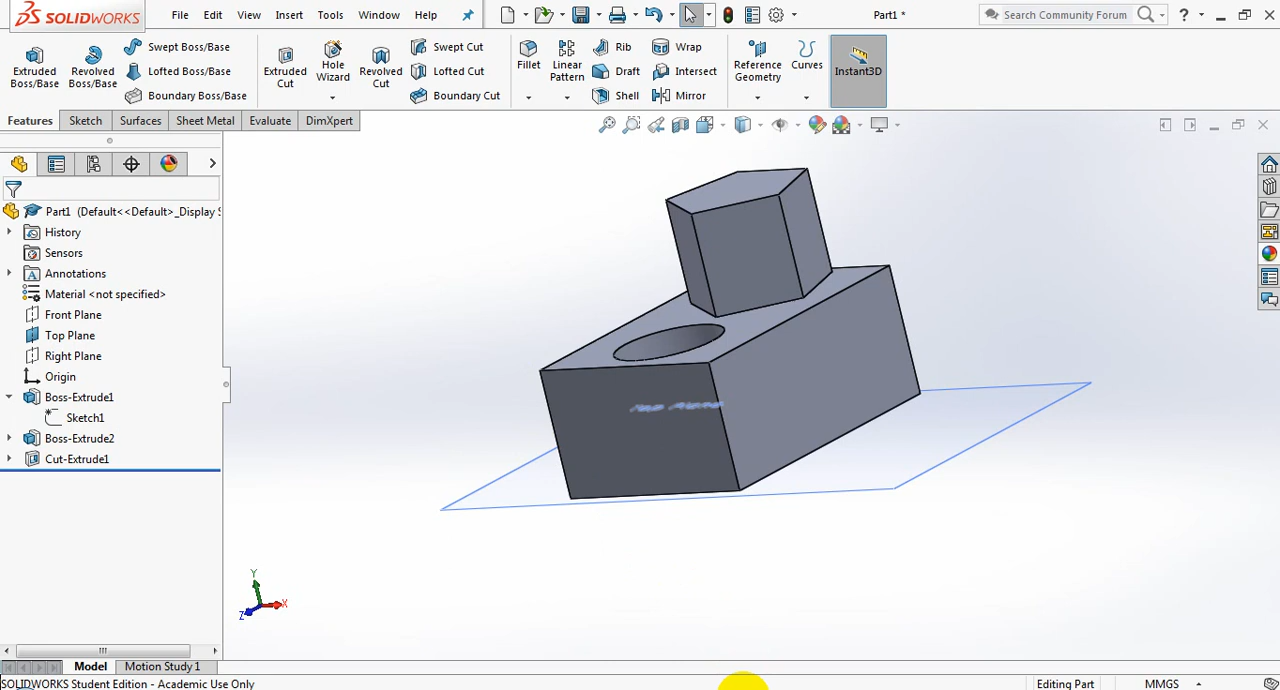 SOLIDWORKS File Edit View Insert Tools Window Help Part1 * Search Community Forum ?
Extruded Boss/Base Revolved Boss/Base Swept Boss/Base Lofted Boss/Base Boundary Boss/Base Extruded Cut Hole Wizard Revolved Cut Swept Cut Lofted Cut Boundary Cut Fillet Linear Pattern Rib Draft Shell Wrap Intersect Mirror Reference Geometry Curves Instant3D
Features Sketch Surfaces Sheet Metal Evaluate DimXpert
Part1 (Default<<Default>_Display S
History
Sensors
Annotations
Material <not specified>
Front Plane
Top Plane
Right Plane
Origin
Boss-Extrude1
Sketch1
Boss-Extrude2
Cut-Extrude1
Y
X
Z
Model Motion Study 1
SOLIDWORKS Student Edition - Academic Use Only Editing Part MMGS